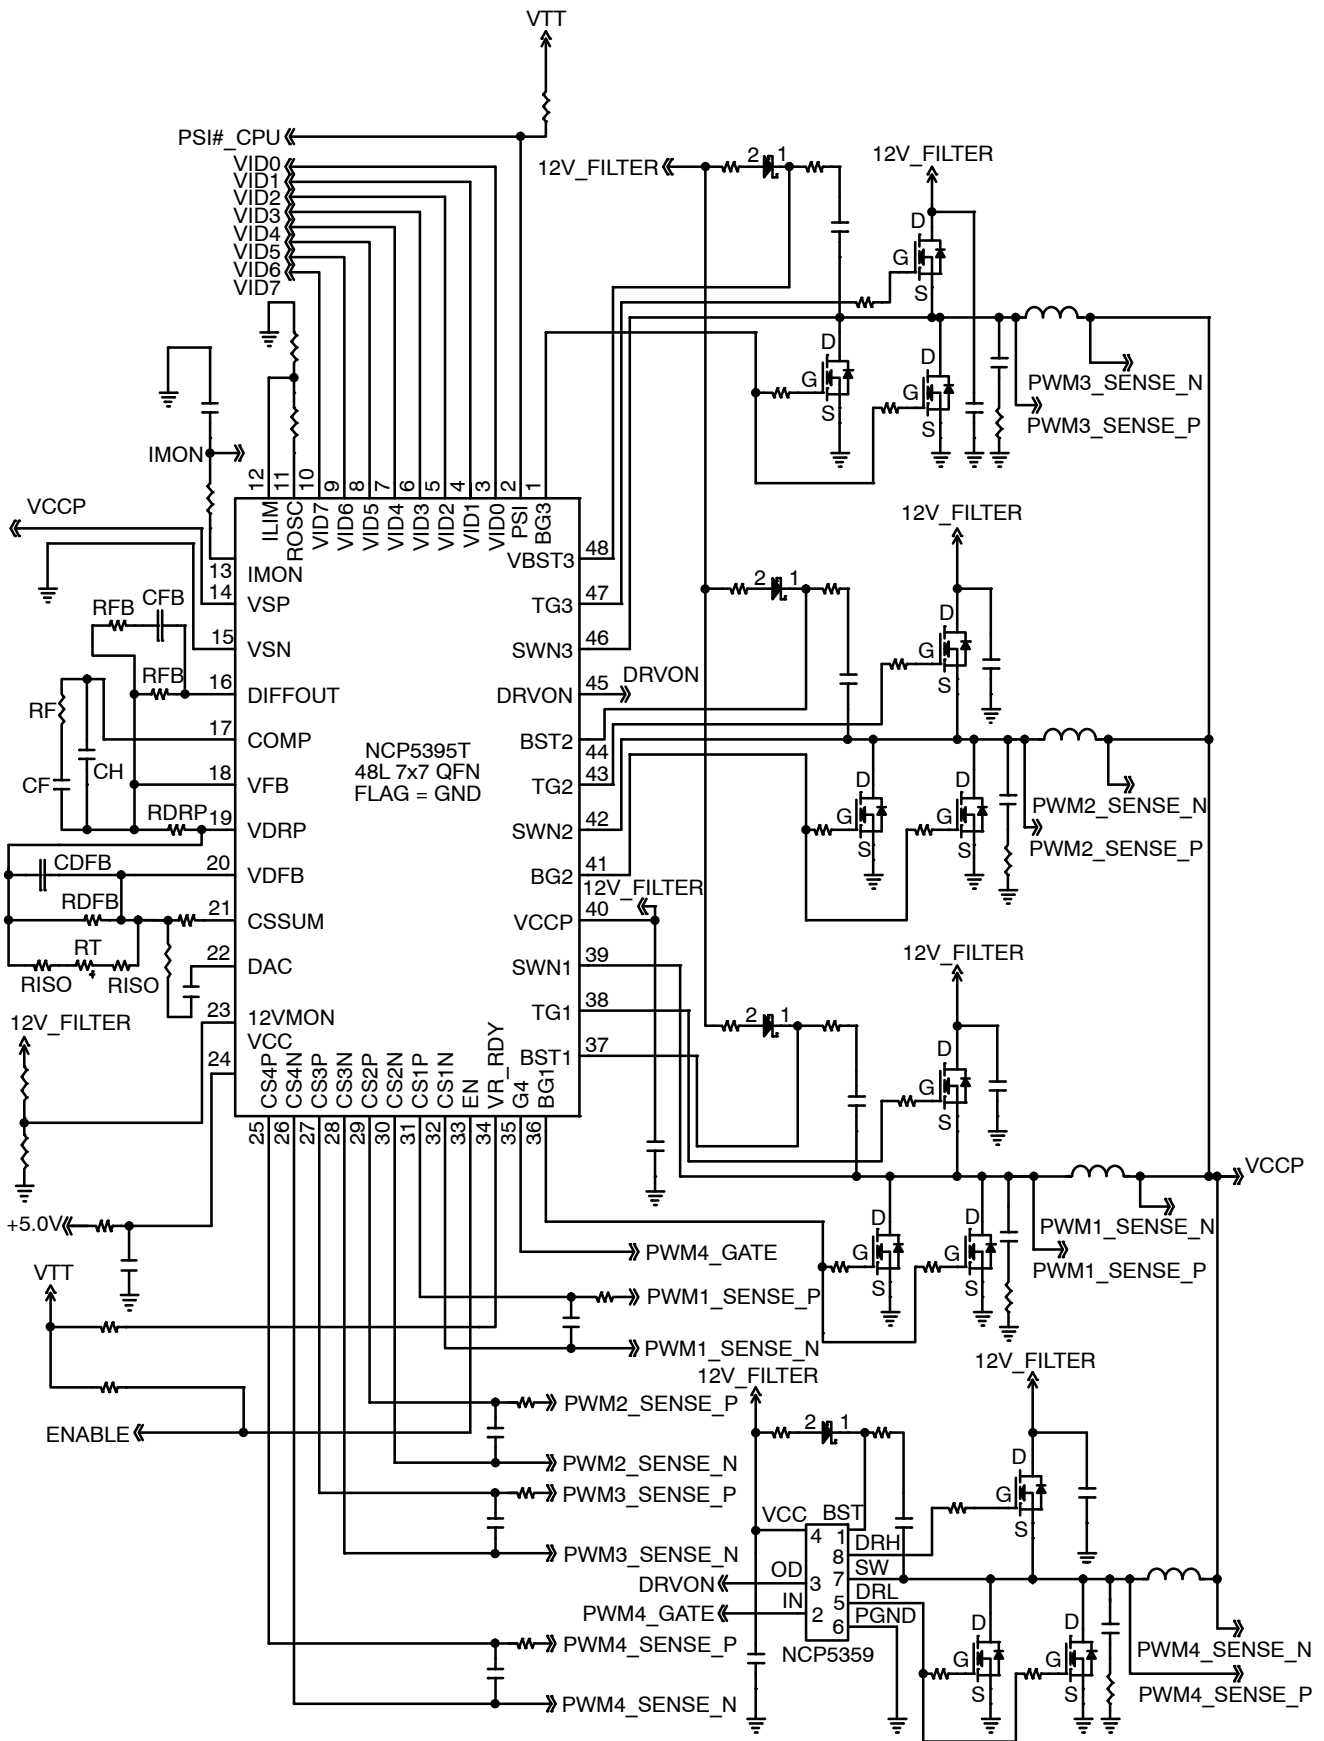 VTT
PSI#_CPU
VID0
VID1
VID2
VID3
VID4
VID5
VID6
VID7
12V_FILTER
2 1
12V_FILTER
D
G
S
D
G
S
D
G
S
PWM3_SENSE_N
PWM3_SENSE_P
IMON
VCCP
12 11 10 9 8 7 6 5 4 3 2 1
ILIM
ROSC
VID7
VID6
VID5
VID4
VID3
VID2
VID1
VID0
PSI
BG3
13 IMON
14 VSP
15 VSN
16 DIFFOUT
17 COMP
18 VFB
19 VDRP
20 VDFB
21 CSSUM
22 DAC
23 12VMON
24 VCC
RFB CFB
RFB
RF
CH
CF
RDRP
CDFB
RDFB
RT
RISO RISO
12V_FILTER
+5.0V
VTT
ENABLE
NCP5395T
48L 7x7 QFN
FLAG = GND
VBST3 48
TG3 47
SWN3 46
DRVON 45 DRVON
BST2 44
TG2 43
SWN2 42
BG2 41
12V_FILTER
VCCP 40
SWN1 39
TG1 38
BST1 37
CS4P
CS4N
CS3P
CS3N
CS2P
CS2N
CS1P
CS1N
EN
VR_RDY
G4
BG1
25 26 27 28 29 30 31 32 33 34 35 36
12V_FILTER
2 1
D
G
S
D
G
S
D
G
S
PWM2_SENSE_N
PWM2_SENSE_P
12V_FILTER
2 1
D
G
S
VCCP
D
G
S
D
G
S
PWM1_SENSE_N
PWM1_SENSE_P
PWM4_GATE
PWM1_SENSE_P
PWM1_SENSE_N
PWM2_SENSE_P
PWM2_SENSE_N
PWM3_SENSE_P
PWM3_SENSE_N
PWM4_SENSE_P
PWM4_SENSE_N
12V_FILTER
2 1
12V_FILTER
VCC 4
1 BST
8 DRH
OD 3
7 SW
IN 2
5 DRL
6 PGND
DRVON
PWM4_GATE
NCP5359
D
G
S
D
G
S
D
G
S
PWM4_SENSE_N
PWM4_SENSE_P